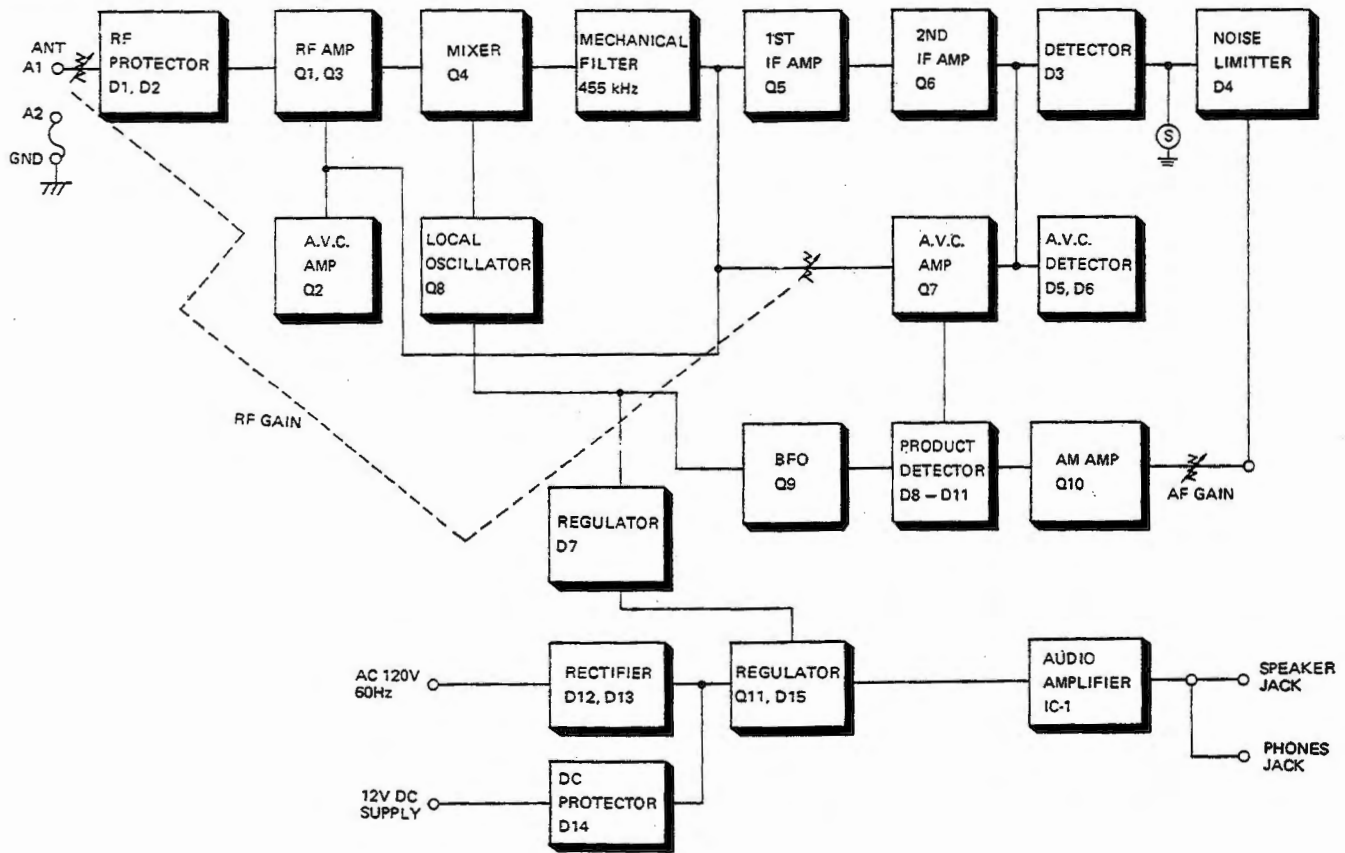 ANT
A1
A2
GND
RF
PROTECTOR
D1, D2
RF AMP
Q1, Q3
MIXER
Q4
MECHANICAL
FILTER
455 kHz
1ST
IF AMP
Q5
2ND
IF AMP
Q6
DETECTOR
D3
S
NOISE
LIMITTER
D4
A.V.C.
AMP
Q2
LOCAL
OSCILLATOR
Q8
A.V.C.
AMP
Q7
A.V.C.
DETECTOR
D5, D6
RF GAIN
BFO
Q9
PRODUCT
DETECTOR
D8 – D11
AM AMP
Q10
AF GAIN
REGULATOR
D7
AC 120V
60Hz
RECTIFIER
D12, D13
REGULATOR
Q11, D15
AUDIO
AMPLIFIER
IC-1
SPEAKER
JACK
PHONES
JACK
12V DC
SUPPLY
DC
PROTECTOR
D14